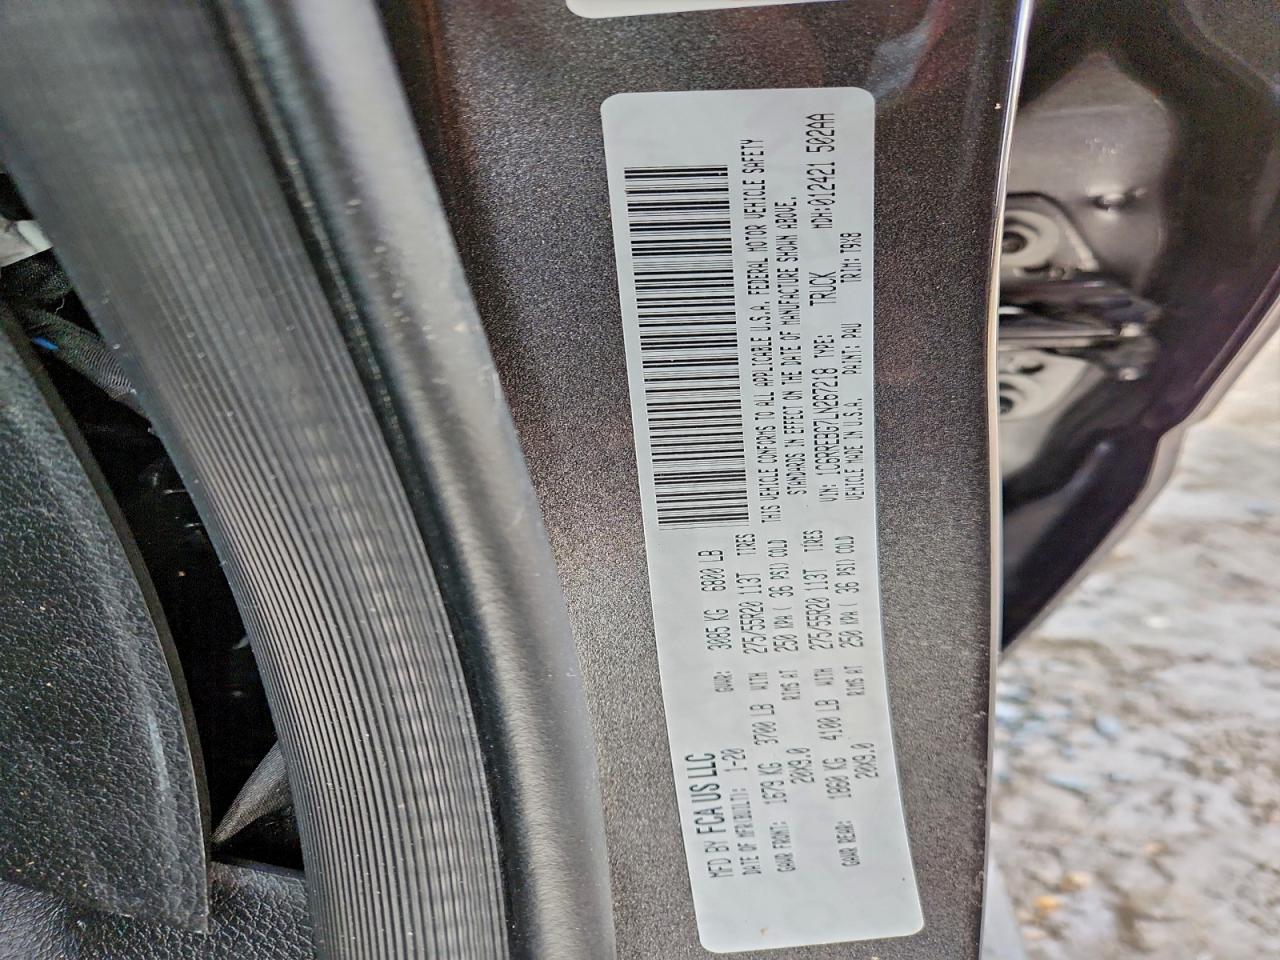 MFD BY FCA US LLC
DATE OF MFR(BUILT): 1-20 GVWR: 3085 KG 6800 LB
GAWR FRONT: 1679 KG 3700 LB WITH 275/55R20 113T TIRES
20X9.0 RIMS AT 250 KPA( 36 PSI) COLD
GAWR REAR: 1860 KG 4100 LB WITH 275/55R20 113T TIRES
20X9.0 RIMS AT 250 KPA( 36 PSI) COLD
THIS VEHICLE CONFORMS TO ALL APPLICABLE U.S.A. FEDERAL MOTOR VEHICLE SAFETY
STANDARDS IN EFFECT ON THE DATE OF MANUFACTURE SHOWN ABOVE.
VIN: 1C6RREBG7LN267218 TYPE: TRUCK MDH:012421 502AA
VEHICLE MADE IN U.S.A. PAINT: PAU TRIM: T9X8